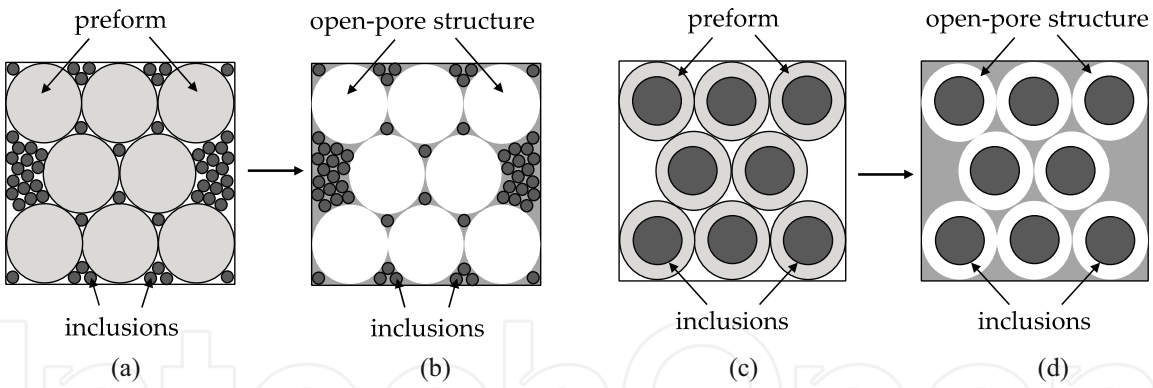 preform
open-pore structure
preform
open-pore structure
inclusions
inclusions
inclusions
inclusions
(a)
(b)
(c)
(d)